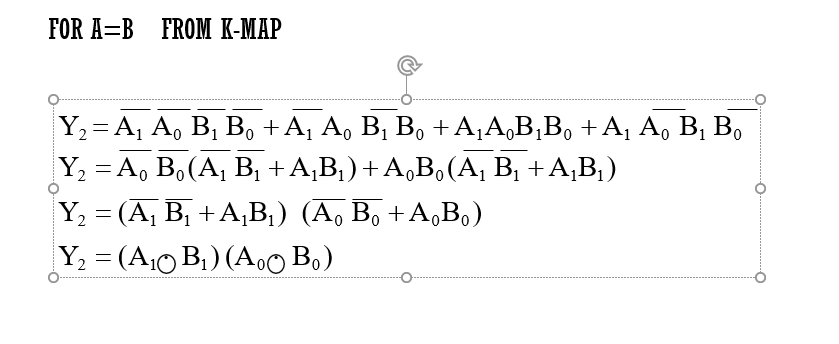 FOR A=B FROM K-MAP
Y₂ = A̅₁ A̅₀ B̅₁ B̅₀ + A̅₁ A₀ B̅₁ B₀ + A₁A₀B₁B₀ + A₁ A̅₀ B₁ B̅₀
Y₂ = A̅₀ B̅₀(A̅₁ B̅₁ + A₁B₁) + A₀B₀(A̅₁ B̅₁ + A₁B₁)
Y₂ = (A̅₁ B̅₁ + A₁B₁) (A̅₀ B̅₀ + A₀B₀)
Y₂ = (A₁⊙ B₁)(A₀⊙ B₀)